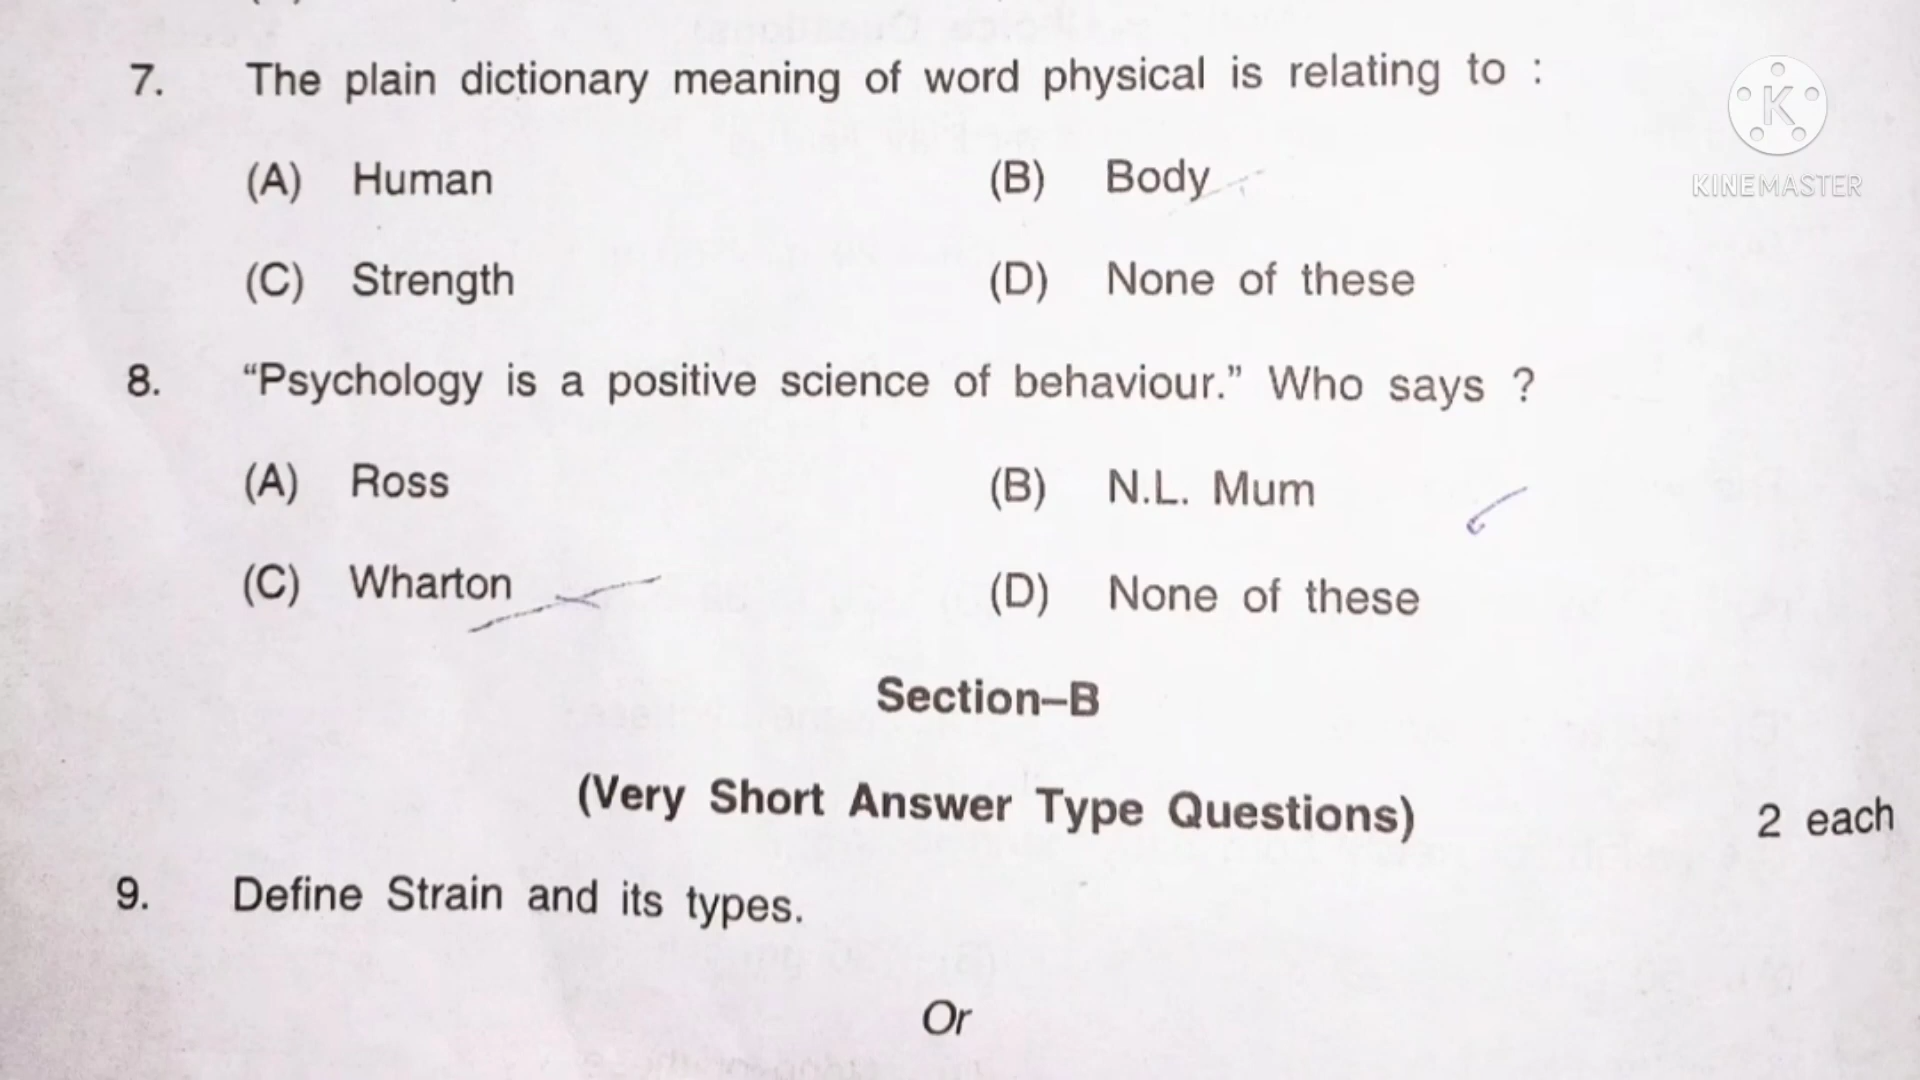 7. The plain dictionary meaning of word physical is relating to :
(A) Human (B) Body
(C) Strength (D) None of these
8. “Psychology is a positive science of behaviour.” Who says ?
(A) Ross (B) N.L. Mum
(C) Wharton (D) None of these
Section–B
(Very Short Answer Type Questions) 2 each
9. Define Strain and its types.
Or
K
KINEMASTER